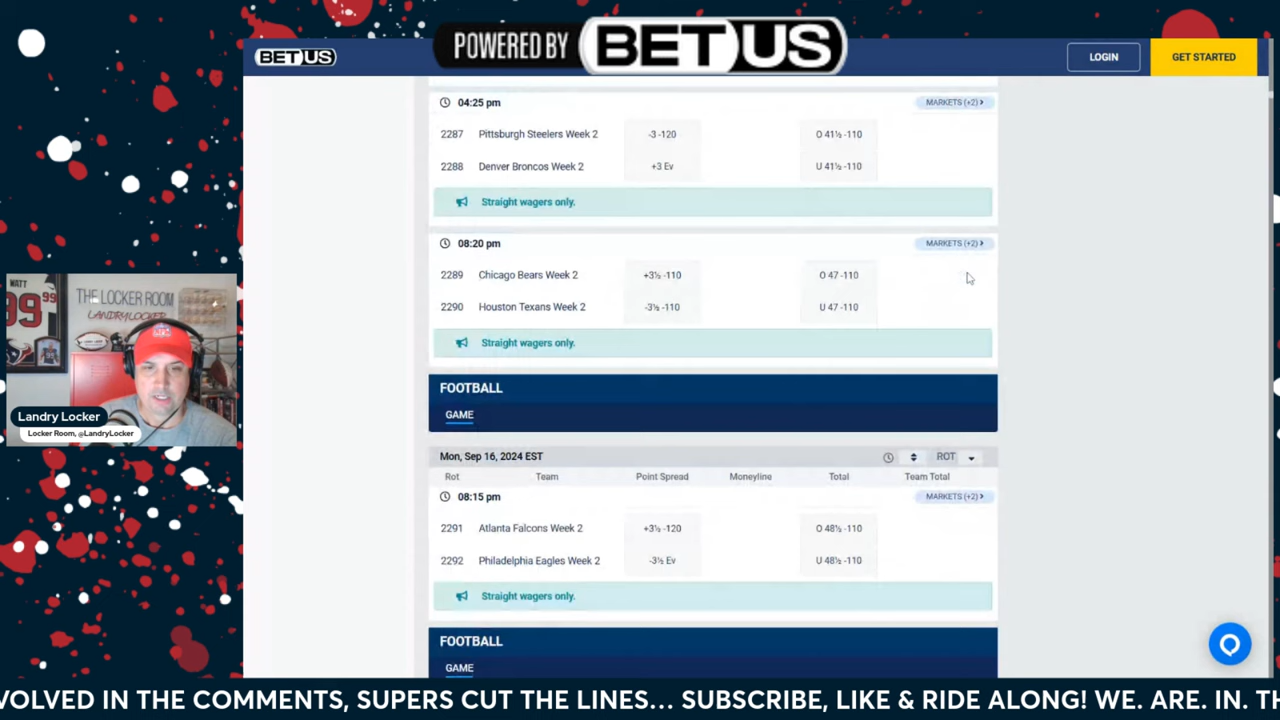 POWERED BY BETUS
BETUS
LOGIN
GET STARTED
04:25 pm
MARKETS (+2)
2287 Pittsburgh Steelers Week 2 -3 -120 O 41½ -110
2288 Denver Broncos Week 2 +3 Ev U 41½ -110
Straight wagers only.
08:20 pm
MARKETS (+2)
2289 Chicago Bears Week 2 +3½ -110 O 47 -110
2290 Houston Texans Week 2 -3½ -110 U 47 -110
Straight wagers only.
FOOTBALL
GAME
Mon, Sep 16, 2024 EST
ROT
Rot Team Point Spread Moneyline Total Team Total
08:15 pm
MARKETS (+2)
2291 Atlanta Falcons Week 2 +3½ -120 O 48½ -110
2292 Philadelphia Eagles Week 2 -3½ Ev U 48½ -110
Straight wagers only.
FOOTBALL
GAME
WATT
99
99
THE LOCKER ROOM
LANDRYLOCKER
Landry Locker
Locker Room, @LandryLocker
VOLVED IN THE COMMENTS, SUPERS CUT THE LINES... SUBSCRIBE, LIKE & RIDE ALONG! WE. ARE. IN. TH